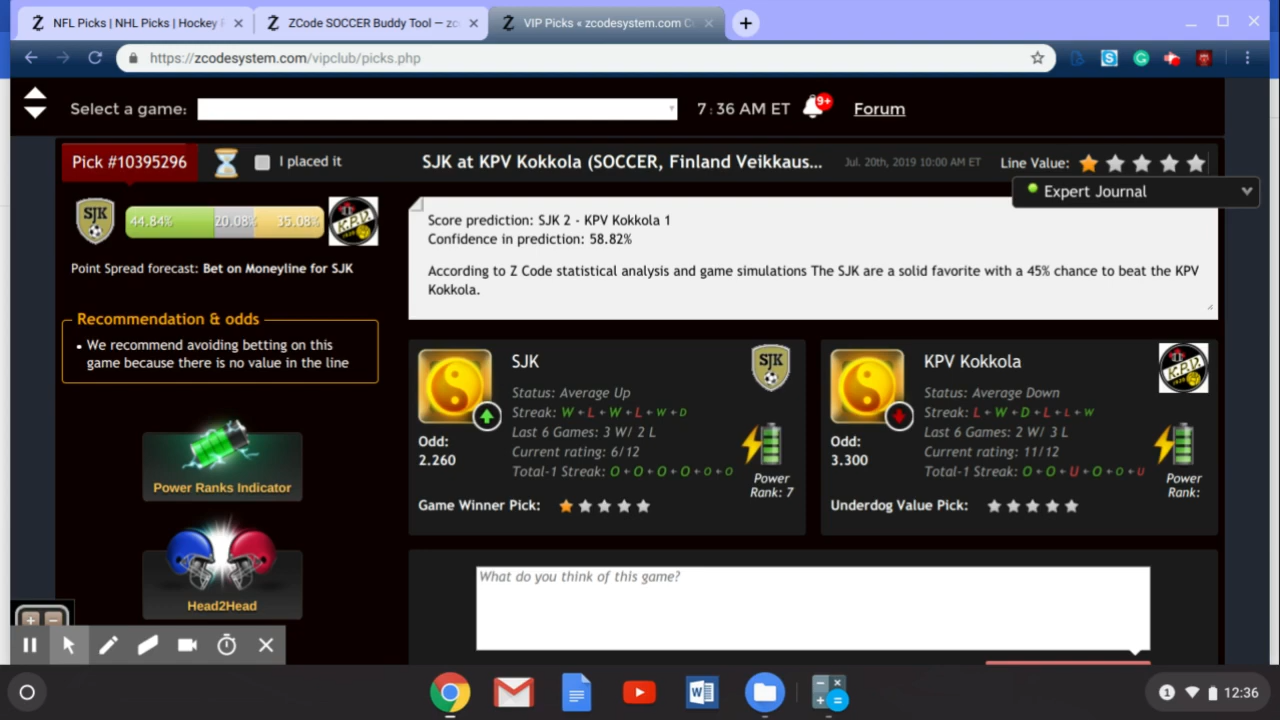 NFL Picks | NHL Picks | Hockey
ZCode SOCCER Buddy Tool — zc
VIP Picks « zcodesystem.com C
https://zcodesystem.com/vipclub/picks.php
Select a game:
7:36 AM ET
9+
Forum
Pick #10395296
I placed it
SJK at KPV Kokkola (SOCCER, Finland Veikkaus...
Jul. 20th, 2019 10:00 AM ET
Line Value:
Expert Journal
SJK
44.84%
20.08%
35.08%
K.P.V.
Point Spread forecast: Bet on Moneyline for SJK
Score prediction: SJK 2 - KPV Kokkola 1
Confidence in prediction: 58.82%
According to Z Code statistical analysis and game simulations The SJK are a solid favorite with a 45% chance to beat the KPV
Kokkola.
Recommendation & odds
• We recommend avoiding betting on this
game because there is no value in the line
Power Ranks Indicator
Head2Head
SJK
SJK
Status: Average Up
Streak: W L W L W D
Last 6 Games: 3 W/ 2 L
Current rating: 6/12
Total-1 Streak: O O O O O O
Odd:
2.260
Power
Rank: 7
Game Winner Pick:
KPV Kokkola
K.P.V.
Status: Average Down
Streak: L W D L L W
Last 6 Games: 2 W/ 3 L
Current rating: 11/12
Total-1 Streak: O O U O O U
Odd:
3.300
Power
Rank:
Underdog Value Pick:
What do you think of this game?
1
12:36